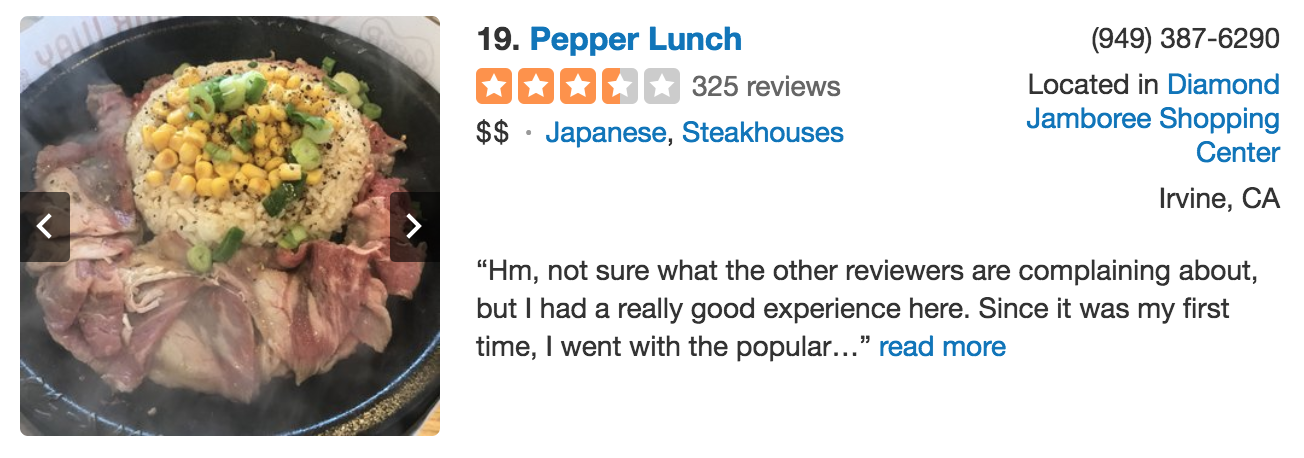 19. Pepper Lunch
325 reviews
$$ · Japanese, Steakhouses
(949) 387-6290
Located in Diamond
Jamboree Shopping
Center
Irvine, CA
“Hm, not sure what the other reviewers are complaining about,
but I had a really good experience here. Since it was my first
time, I went with the popular…” read more